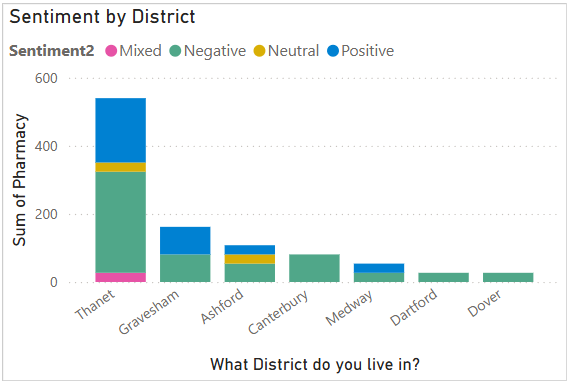 Sentiment by District
Sentiment2 Mixed Negative Neutral Positive
Sum of Pharmacy
600
400
200
0
Thanet
Gravesham
Ashford
Canterbury
Medway
Dartford
Dover
What District do you live in?